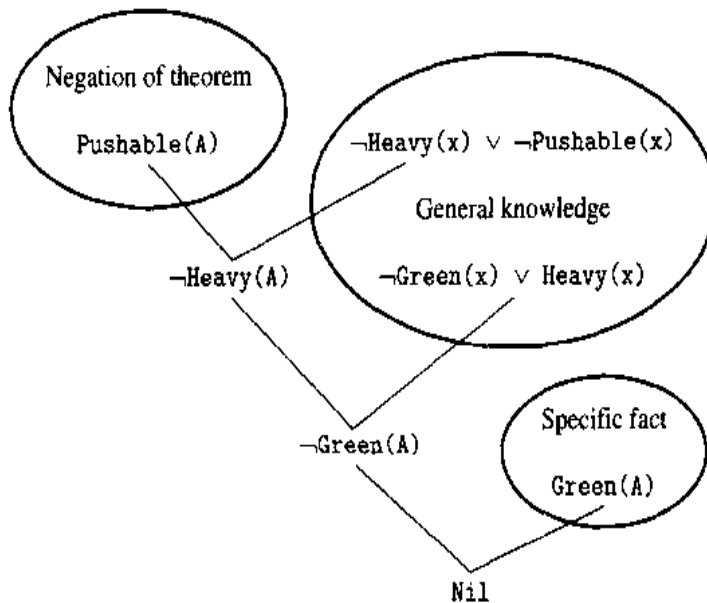 Negation of theorem
Pushable(A)
¬Heavy(x) ∨ ¬Pushable(x)
General knowledge
¬Heavy(A)
¬Green(x) ∨ Heavy(x)
¬Green(A)
Specific fact
Green(A)
Nil